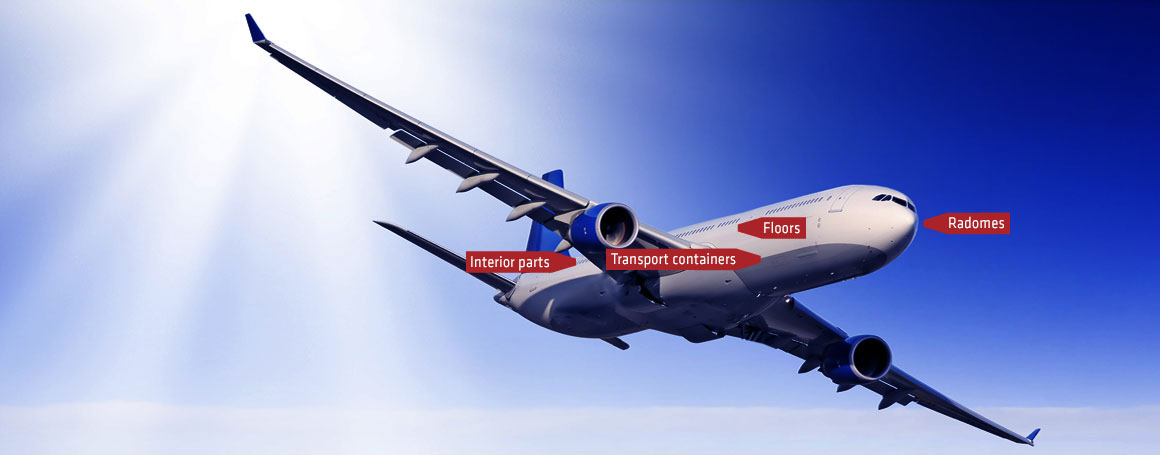 Radomes
Floors
Transport containers
Interior parts